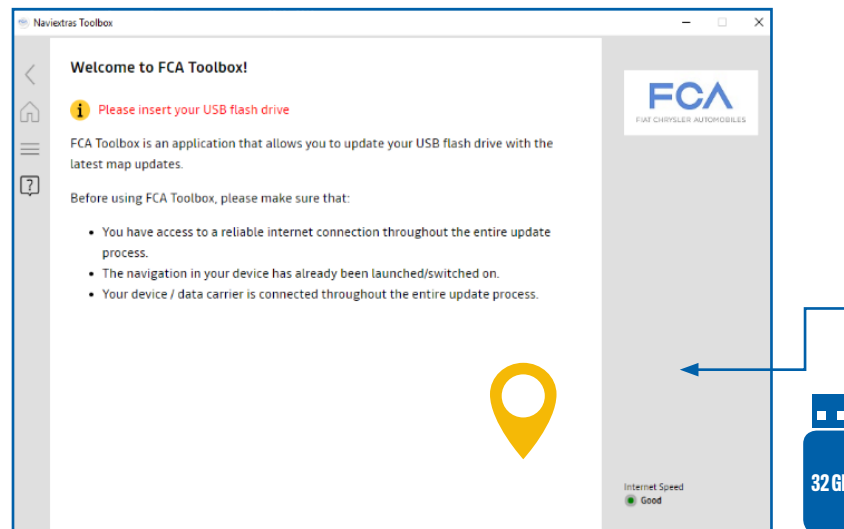 Naviextras Toolbox
Welcome to FCA Toolbox!
Please insert your USB flash drive
FCA Toolbox is an application that allows you to update your USB flash drive with the
latest map updates.
Before using FCA Toolbox, please make sure that:
• You have access to a reliable internet connection throughout the entire update
process.
• The navigation in your device has already been launched/switched on.
• Your device / data carrier is connected throughout the entire update process.
FCA
FIAT CHRYSLER AUTOMOBILES
Internet Speed
Good
32